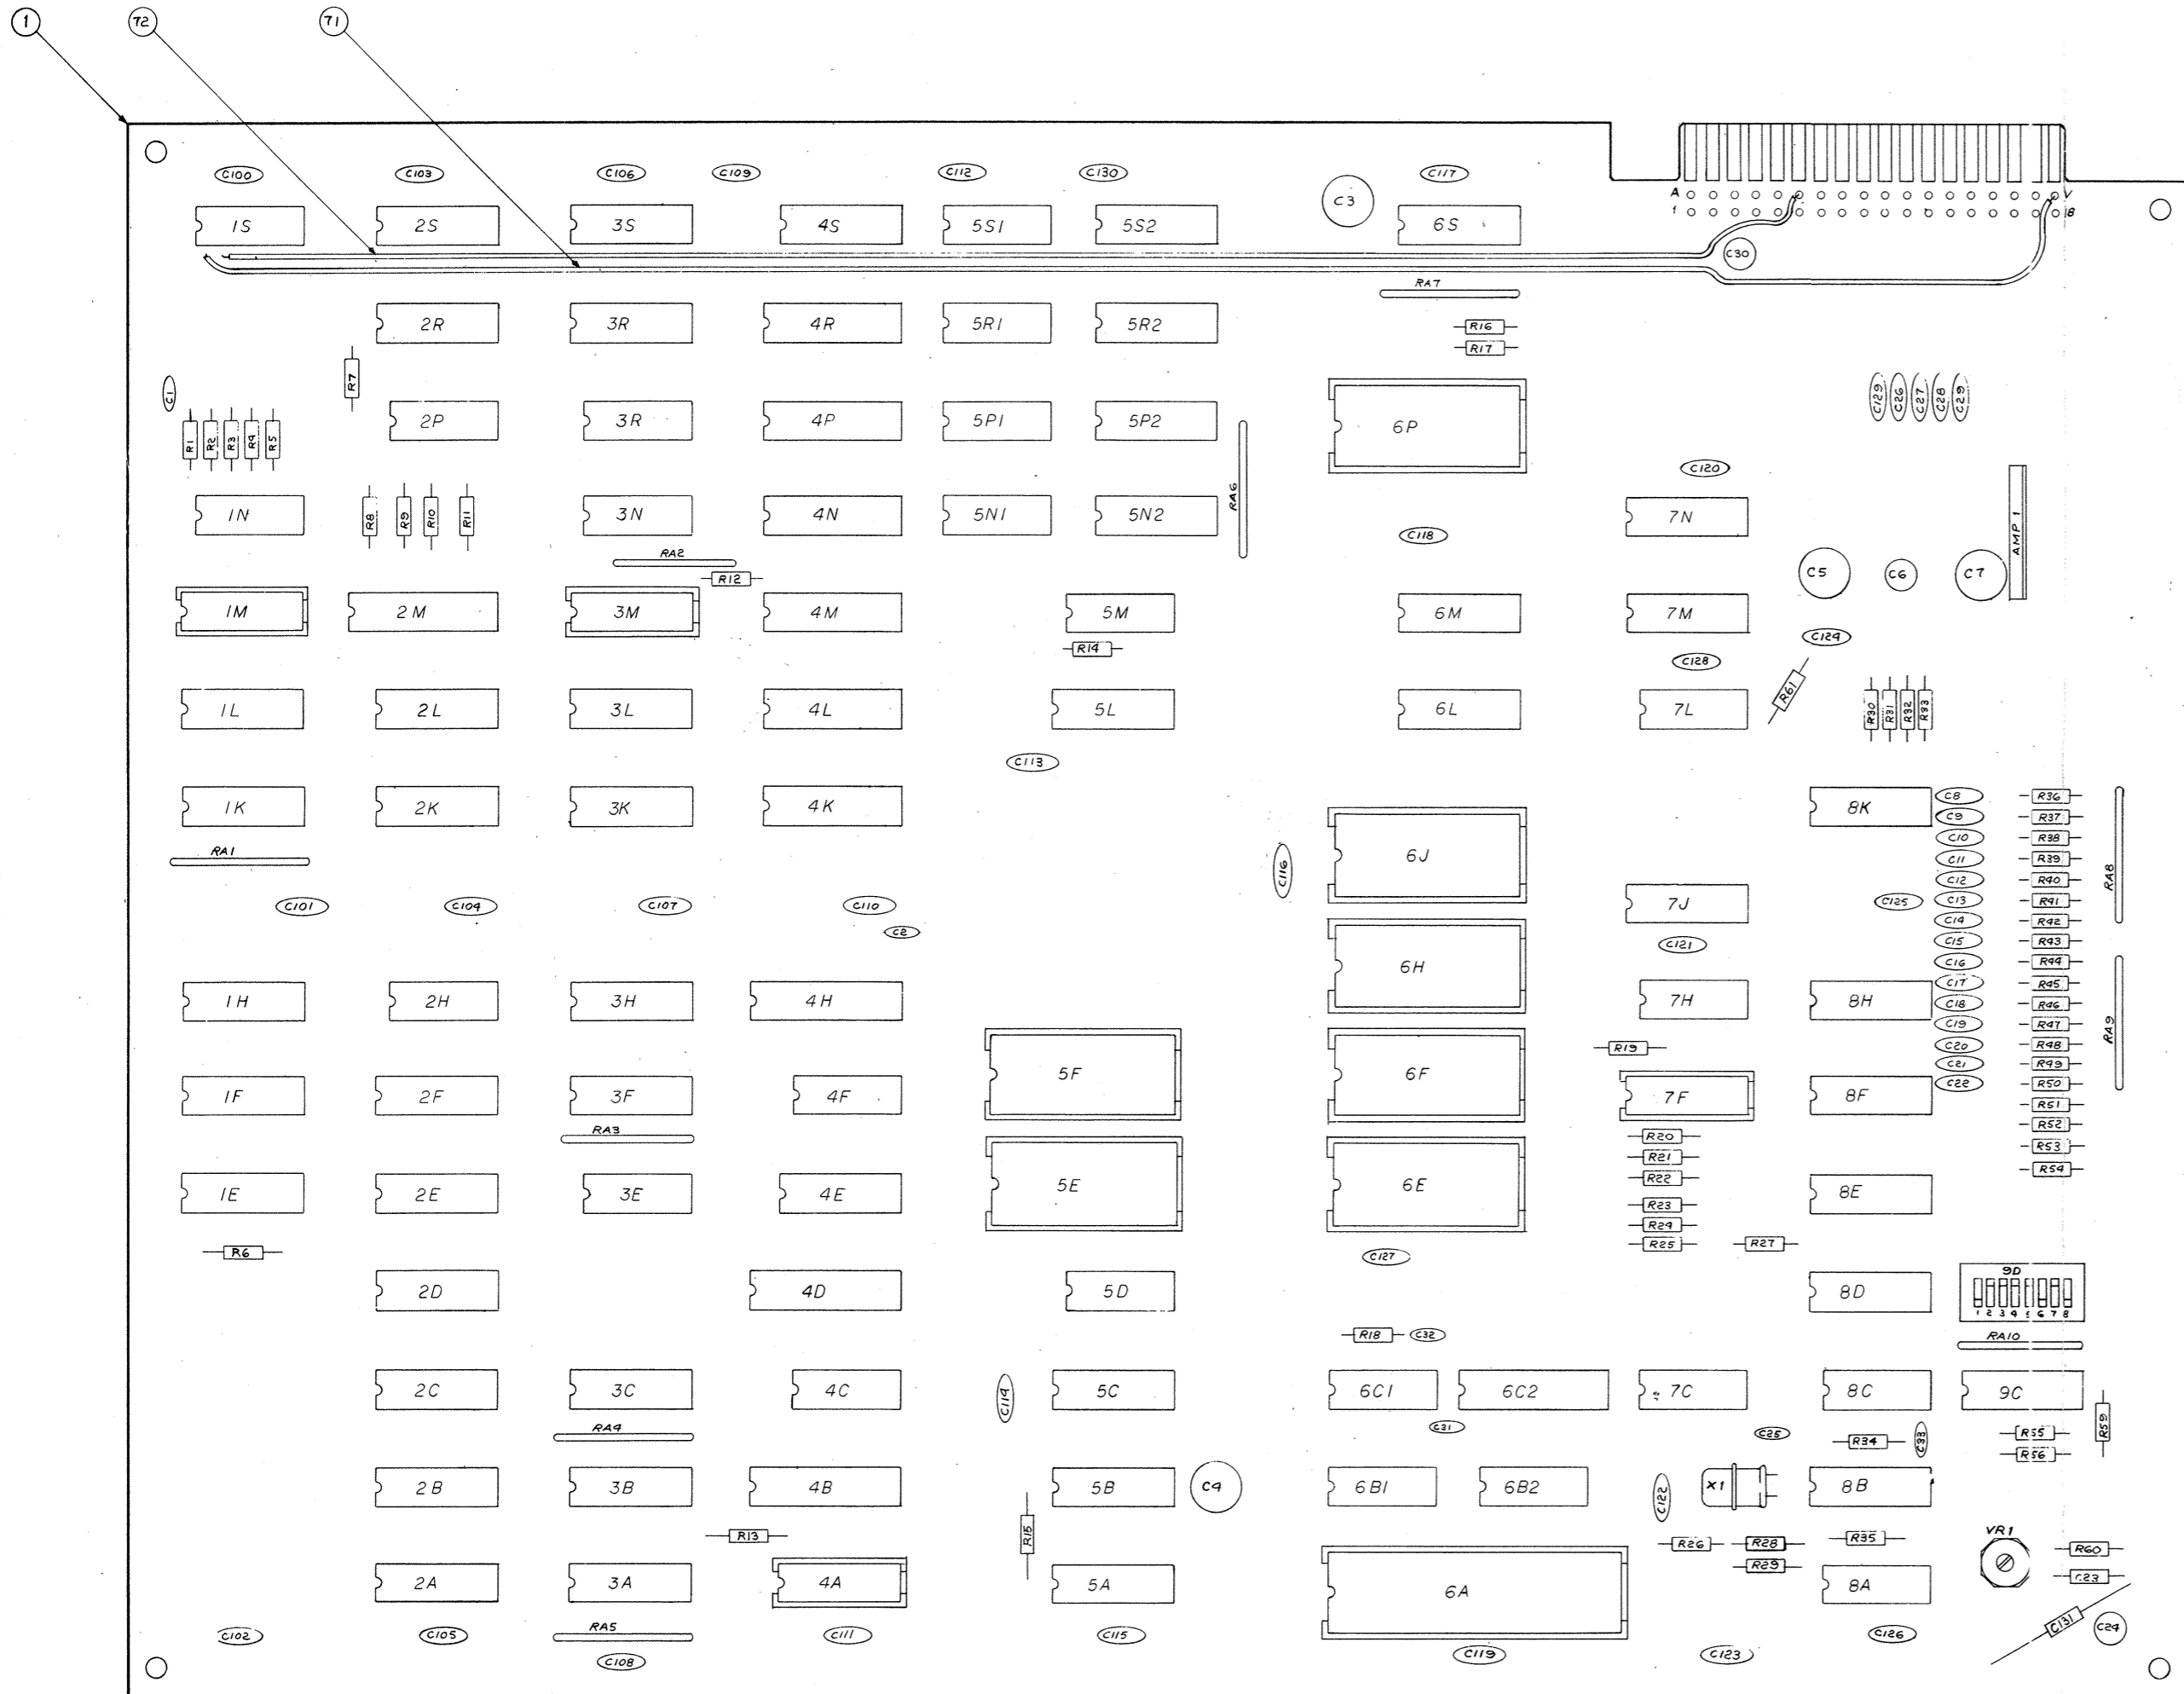 1 72 71
C100 C103 C106 C109 C112 C130 C117
C3
A V
1S 2S 3S 4S 5S1 5S2 6S
1 8
C30
RA7
2R 3R 4R 5R1 5R2
R16
R17
R7
C1
C129 C26 C27 C28 C29
2P 3R 4P 5P1 5P2 6P
R1 R2 R3 R4 R5
C120
RA6
1N 3N 4N 5N1 5N2 7N
R8 R9 R10 R11
AMP 1
C118
RA2
R12
C5 C6 C7
1M 2M 3M 4M 5M 6M 7M
C124
R14
C128
R61
1L 2L 3L 4L 5L 6L 7L
R30 R31 R32 R33
C113
C8 R36
1K 2K 3K 4K 8K
C9 R37
C10 R38
RA1
6J
C11 R39
C116
C12 R40
RA8
C125 C13 R41
C101 C104 C107 C110 7J
C14 R42
C2
C121 C15 R43
C16 R44
6H
C17 R45
1H 2H 3H 4H 7H 8H
C18 R46
C19 R47
RA9
R19
C20 R48
C21 R49
5F 6F
C22 R50
1F 2F 3F 4F 7F 8F
R51
R52
RA3
R20
R53
R21
R54
R22
1E 2E 3E 4E 5E 6E 8E
R23
R24
R6
R25 R27
C127
9D
2D 4D 5D 8D
1 2 3 4 5 6 7 8
R18 C32
RA10
2C 3C 4C C114 5C 6C1 6C2 7C 8C 9C
R59
RA4
C31 C25 R34 C33 R55
R56
2B 3B 4B 5B C4 6B1 6B2 C122 X1 8B
R13 R15
R26 R28 R35 VR1 R60
R29
C23
2A 3A 4A 5A 6A 8A
RA5
C131
C102 C105 C111 C115 C126 C24
C108 C119 C123